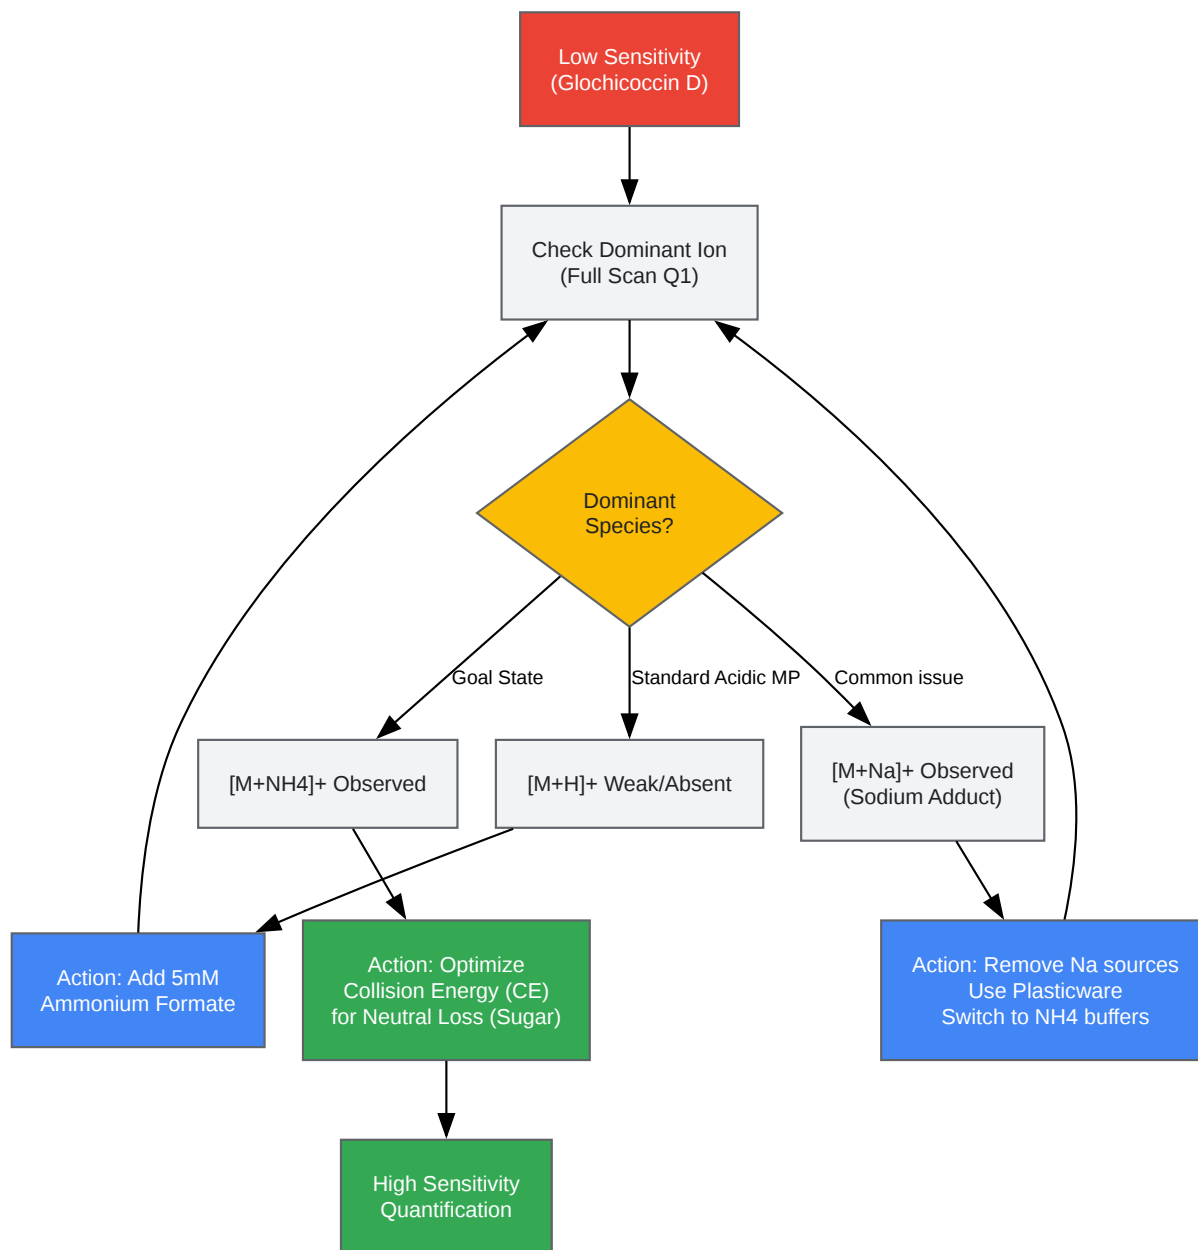 Low Sensitivity
(Glochicoccin D)
Check Dominant Ion
(Full Scan Q1)
Dominant
Species?
Goal State
Standard Acidic MP
Common issue
[M+NH4]+ Observed
[M+H]+ Weak/Absent
[M+Na]+ Observed
(Sodium Adduct)
Action: Add 5mM
Ammonium Formate
Action: Optimize
Collision Energy (CE)
for Neutral Loss (Sugar)
Action: Remove Na sources
Use Plasticware
Switch to NH4 buffers
High Sensitivity
Quantification